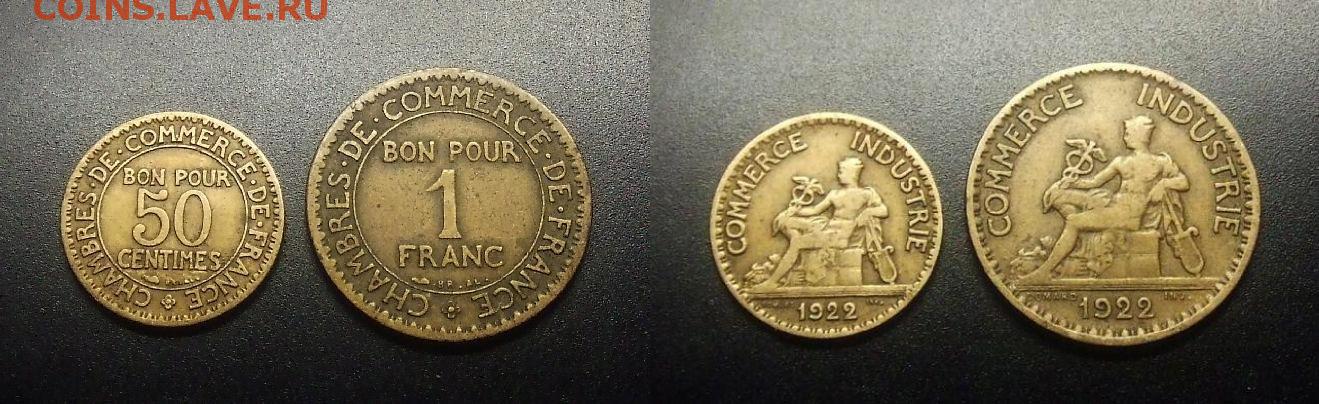 COINS.LAVE.RU
CHAMBRES·DE·COMMERCE·DE·FRANCE
BON POUR
50
CENTIMES
CHAMBRES·DE·COMMERCE·DE·FRANCE
BON POUR
1
FRANC
COMMERCE INDUSTRIE
1922
COMMERCE INDUSTRIE
1922